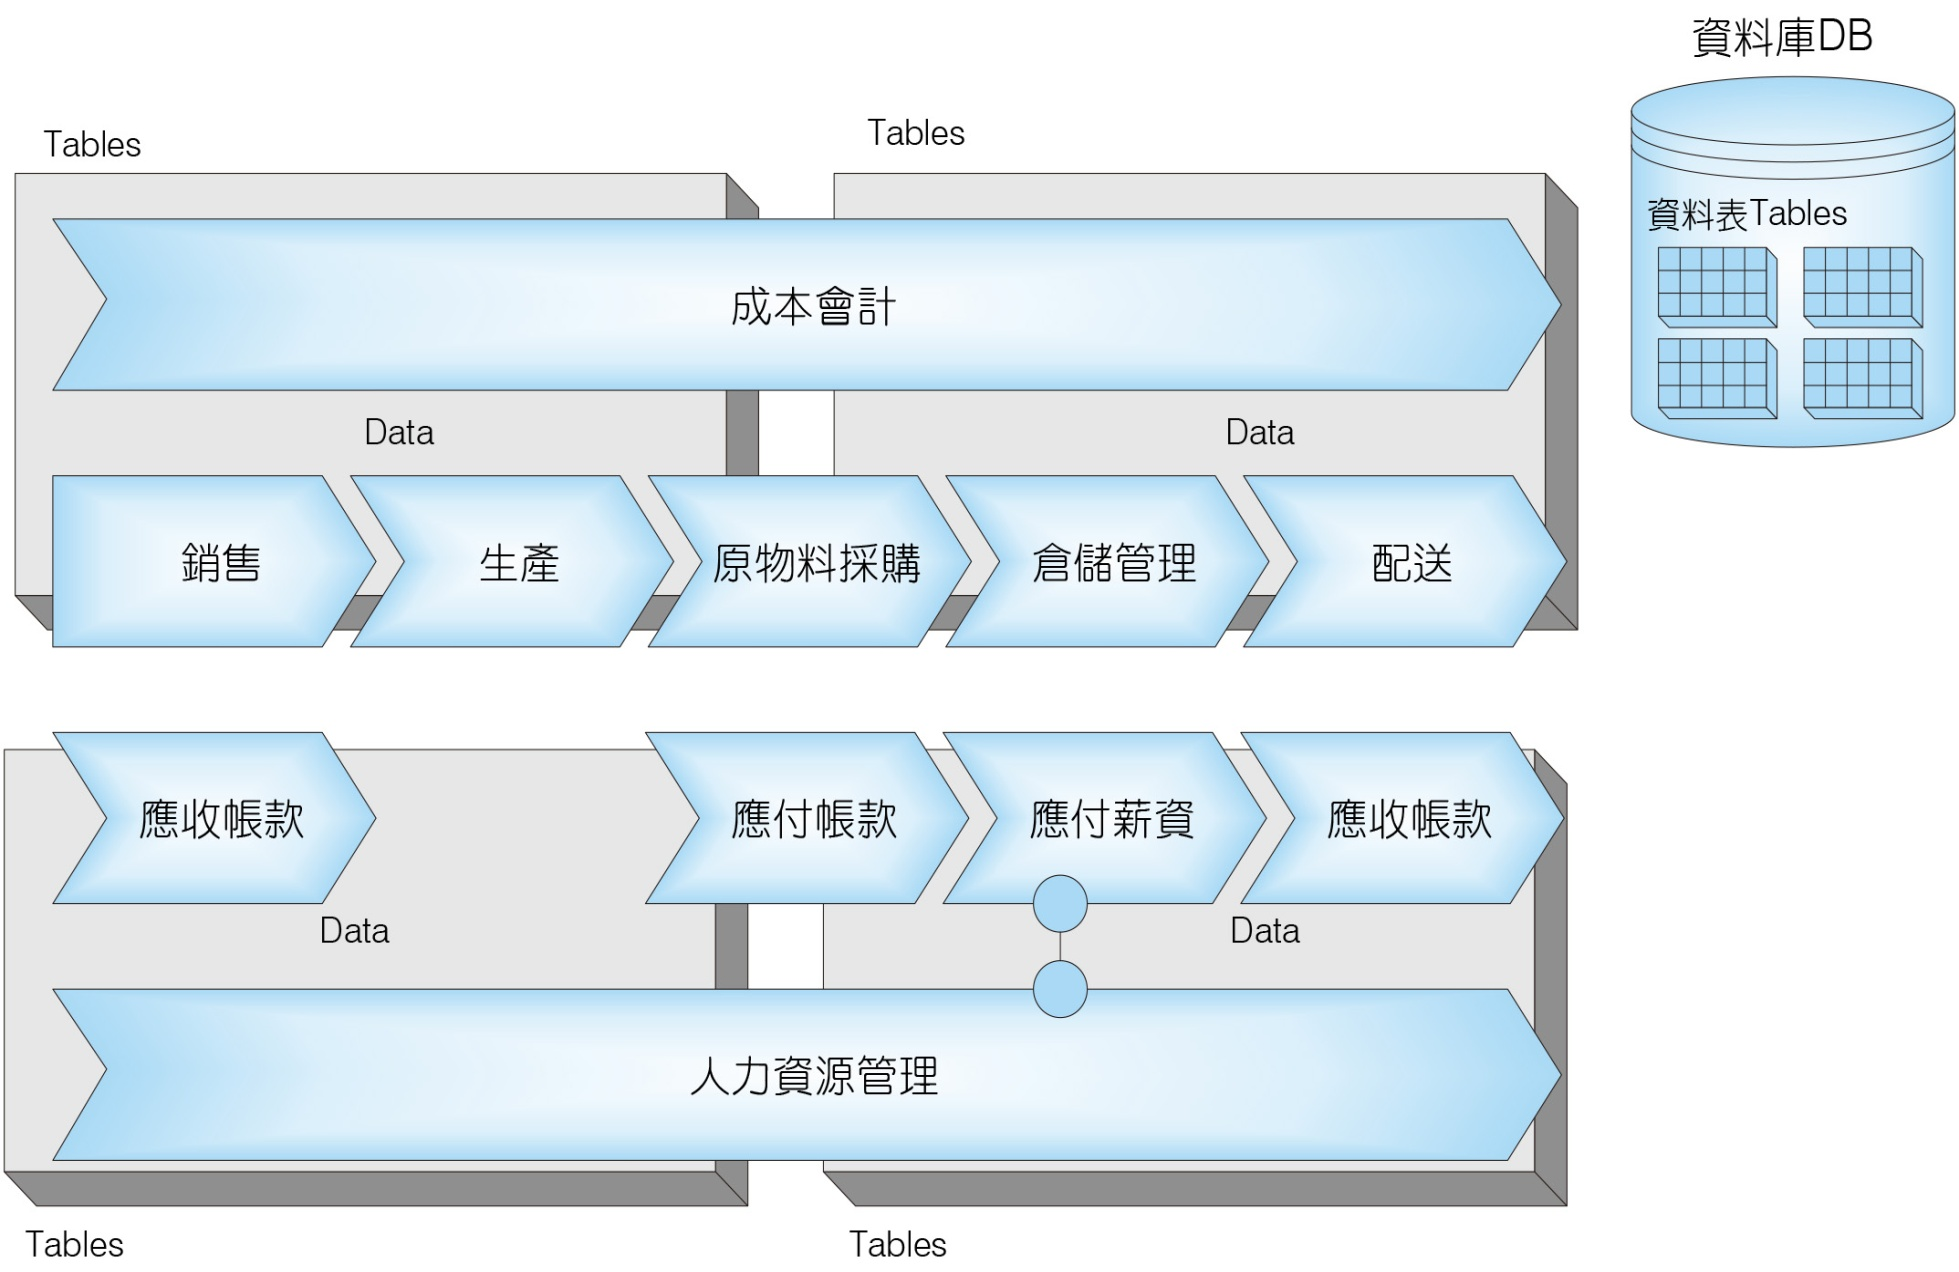 資料庫DB
Tables
Tables
資料表Tables
成本會計
Data
Data
銷售
生產
原物料採購
倉儲管理
配送
應收帳款
應付帳款
應付薪資
應收帳款
Data
Data
人力資源管理
Tables
Tables